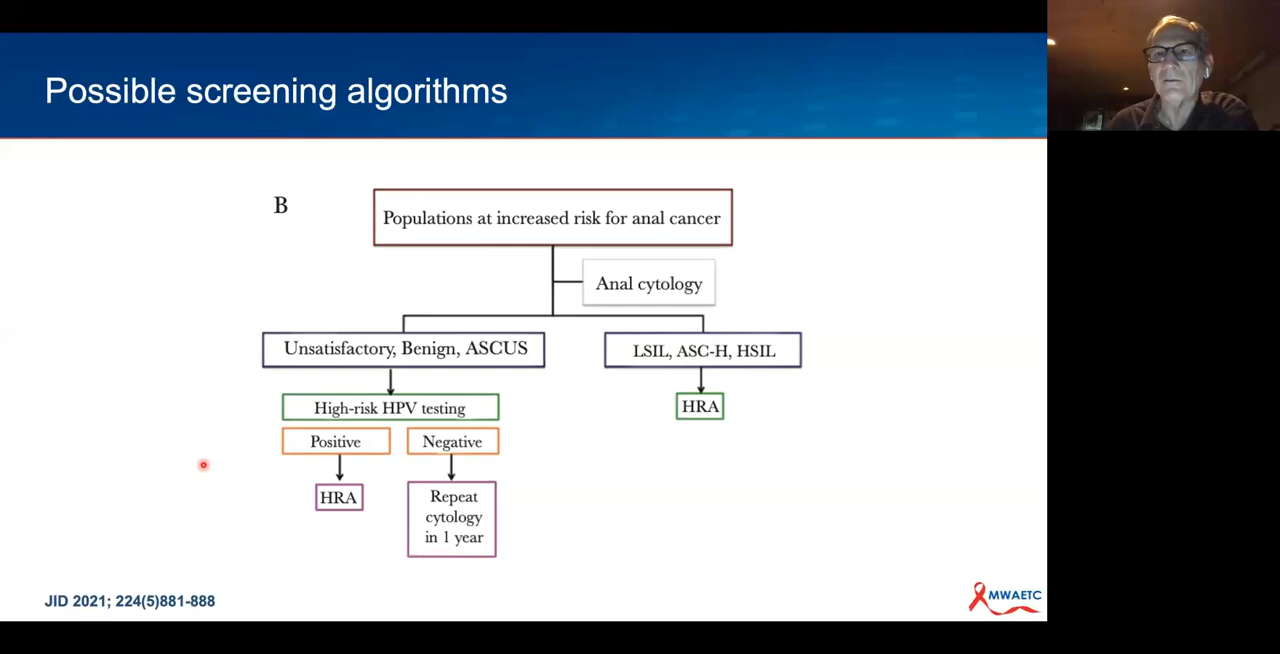 Possible screening algorithms
B
Populations at increased risk for anal cancer
Anal cytology
Unsatisfactory, Benign, ASCUS
LSIL, ASC-H, HSIL
High-risk HPV testing
HRA
Positive
Negative
HRA
Repeat
cytology
in 1 year
JID 2021; 224(5)881-888
MWAETC